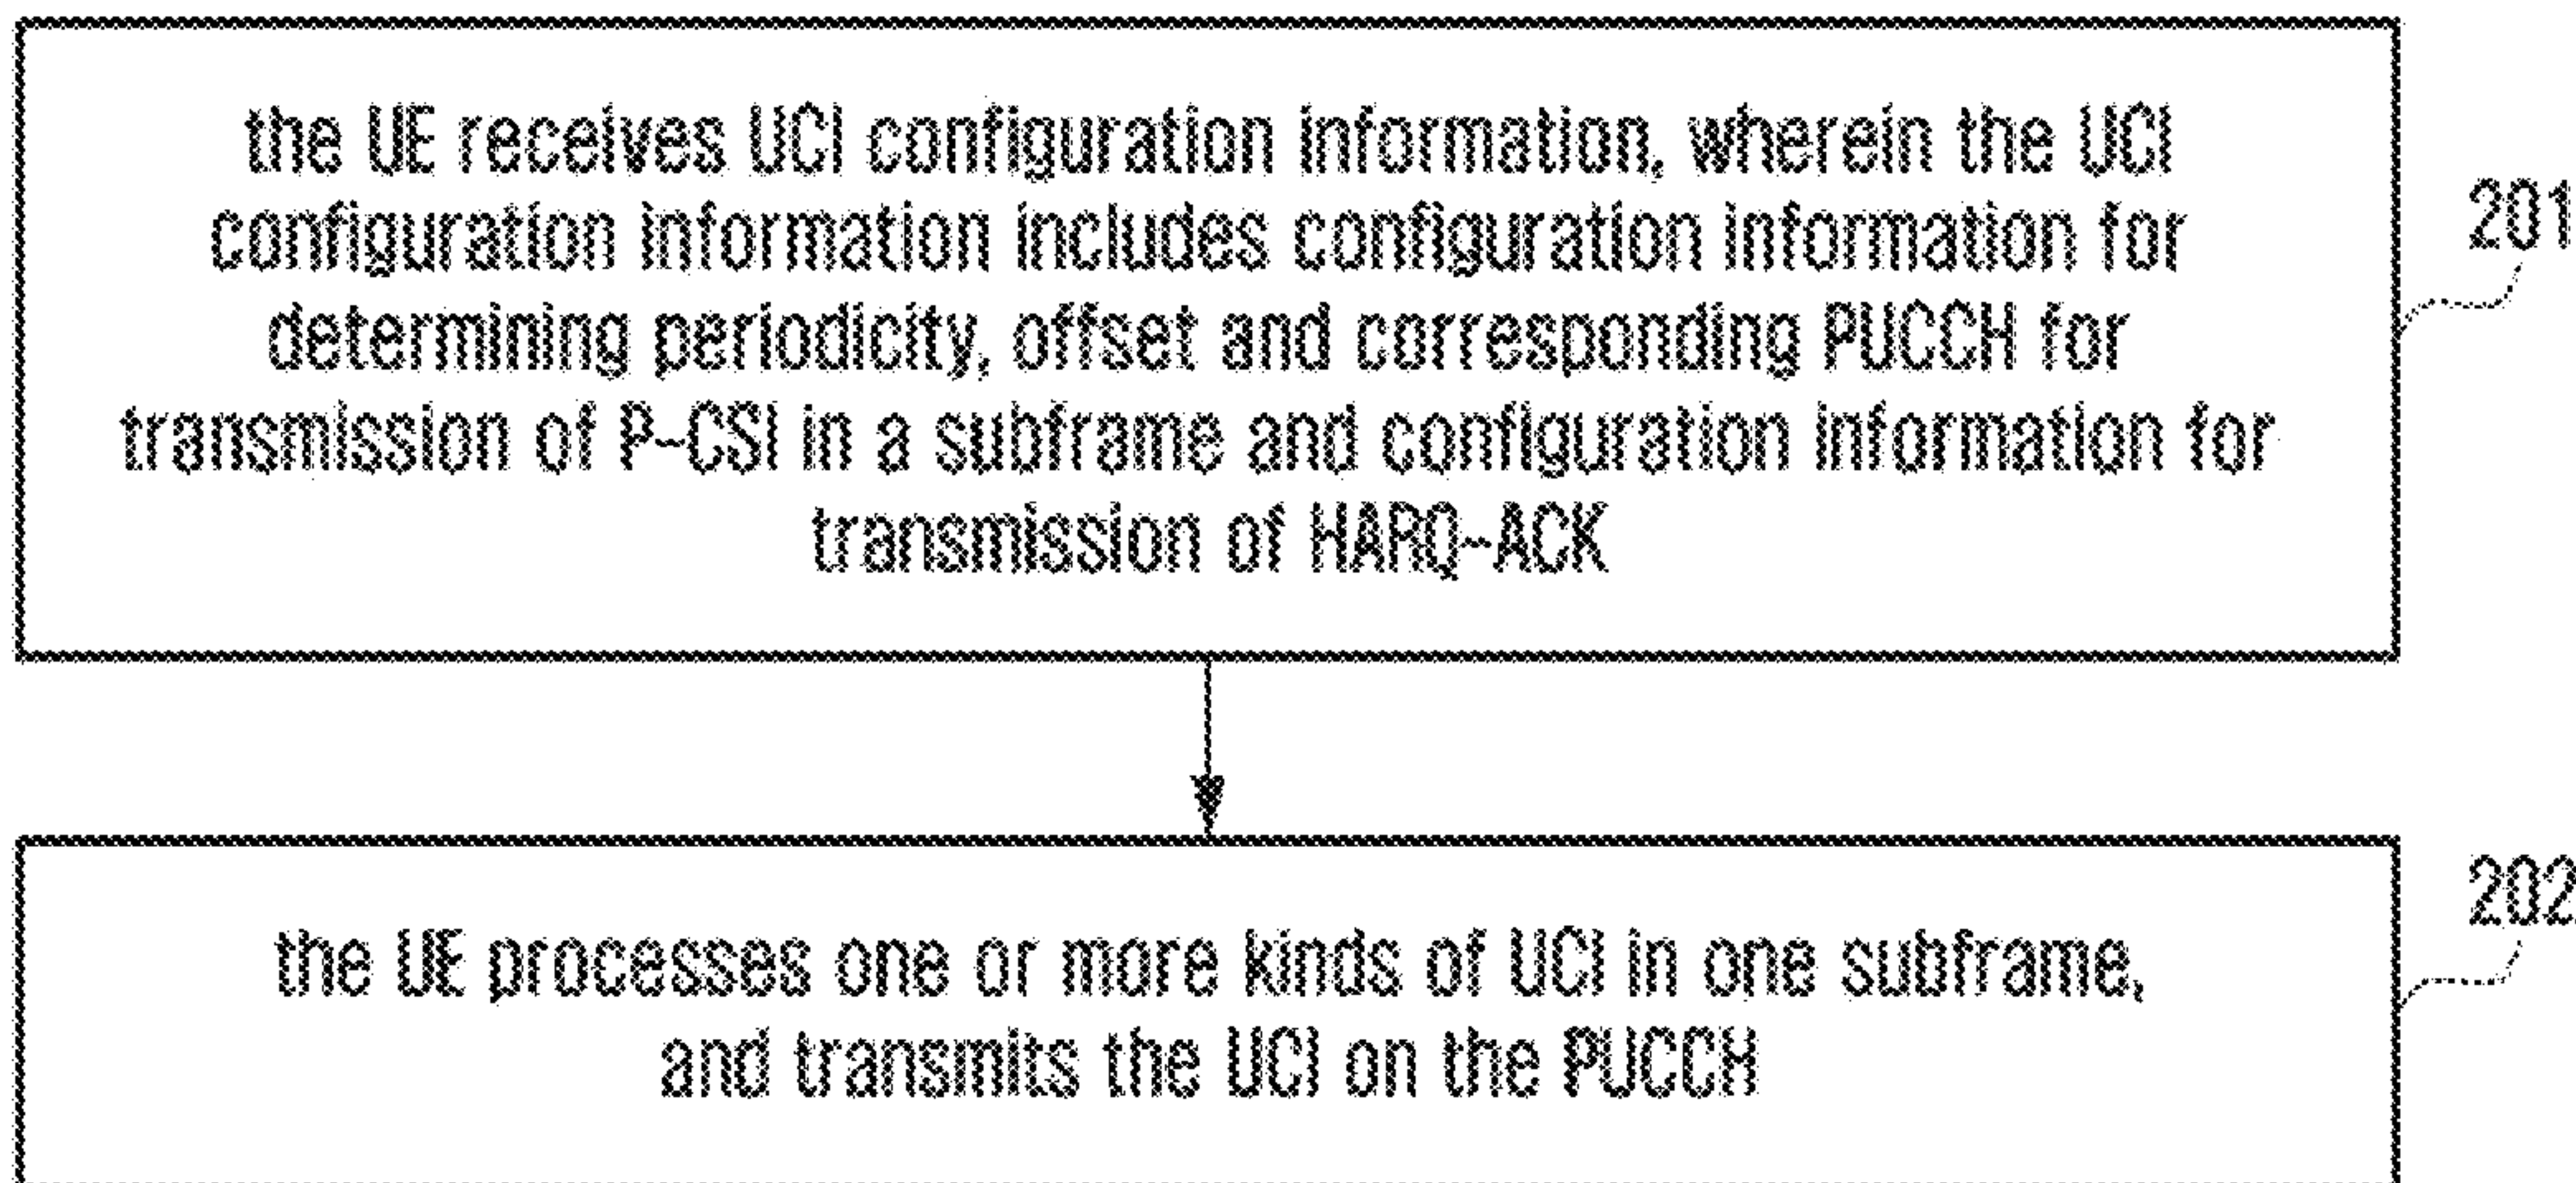 the UE receives UCI configuration information, wherein the UCI
configuration information includes configuration information for
determining periodicity, offset and corresponding PUCCH for
transmission of P-CSI in a subframe and configuration information for
transmission of HARQ-ACK
201
the UE processes one or more kinds of UCI in one subframe,
and transmits the UCI on the PUCCH
202